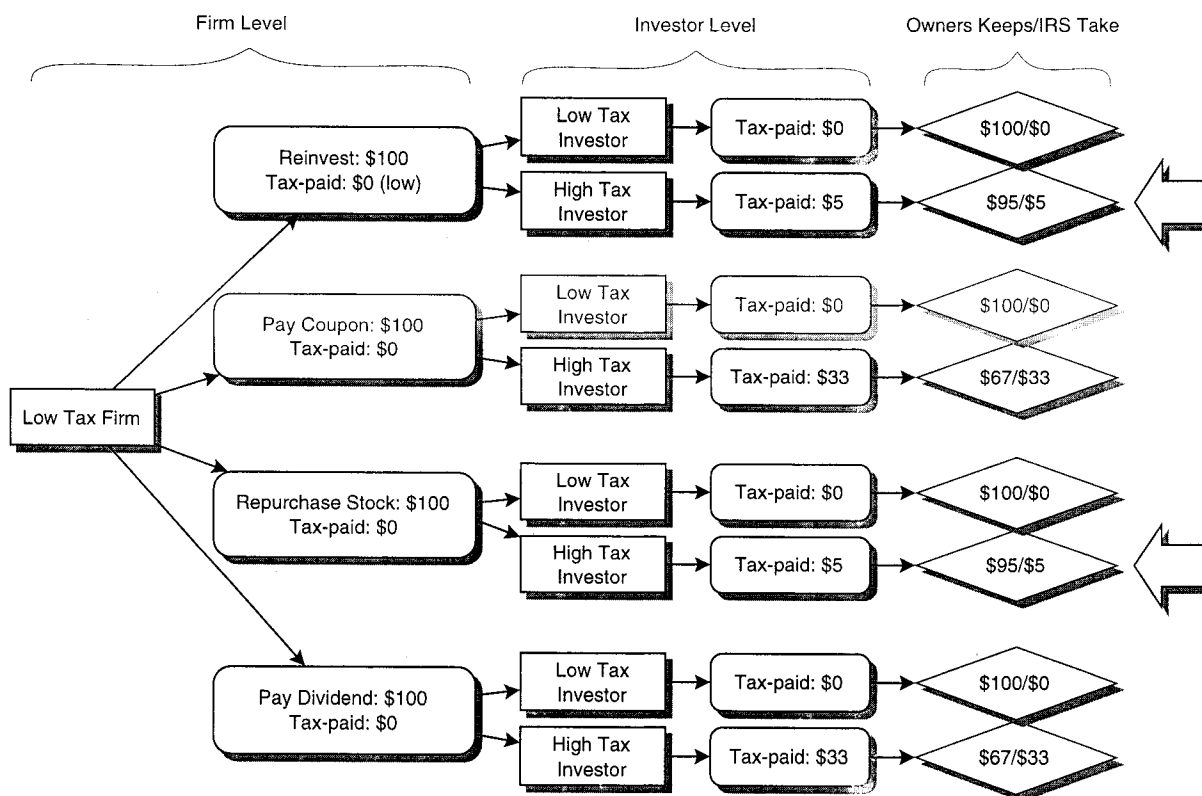 Firm Level
Investor Level
Owners Keeps/IRS Take
Reinvest: $100
Tax-paid: $0 (low)
Low Tax
Investor
Tax-paid: $0
$100/$0
High Tax
Investor
Tax-paid: $5
$95/$5
Pay Coupon: $100
Tax-paid: $0
Low Tax
Investor
Tax-paid: $0
$100/$0
High Tax
Investor
Tax-paid: $33
$67/$33
Low Tax Firm
Repurchase Stock: $100
Tax-paid: $0
Low Tax
Investor
Tax-paid: $0
$100/$0
High Tax
Investor
Tax-paid: $5
$95/$5
Pay Dividend: $100
Tax-paid: $0
Low Tax
Investor
Tax-paid: $0
$100/$0
High Tax
Investor
Tax-paid: $33
$67/$33